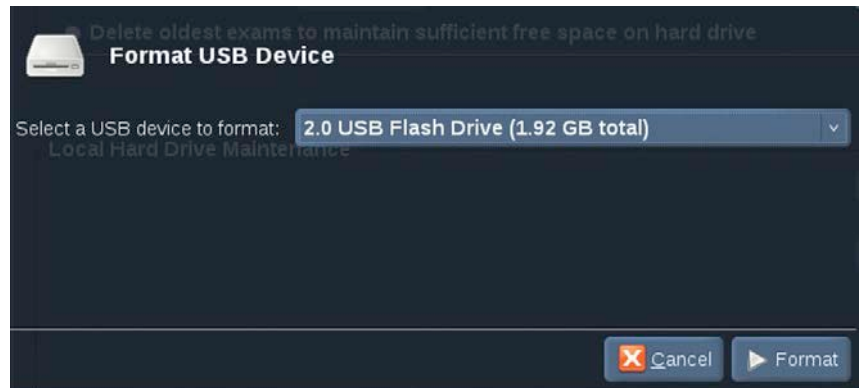 Delete oldest exams to maintain sufficient free space on hard drive
Format USB Device
Select a USB device to format: 2.0 USB Flash Drive (1.92 GB total)
Local Hard Drive Maintenance
Cancel Format